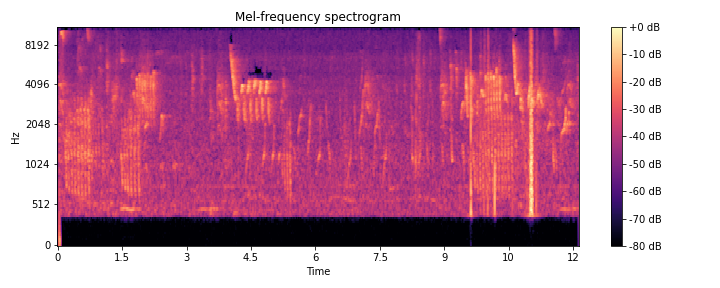 Mel-frequency spectrogram
Hz
8192
4096
2048
1024
512
0
0 1.5 3 4.5 6 7.5 9 10 12
Time
+0 dB
-10 dB
-20 dB
-30 dB
-40 dB
-50 dB
-60 dB
-70 dB
-80 dB